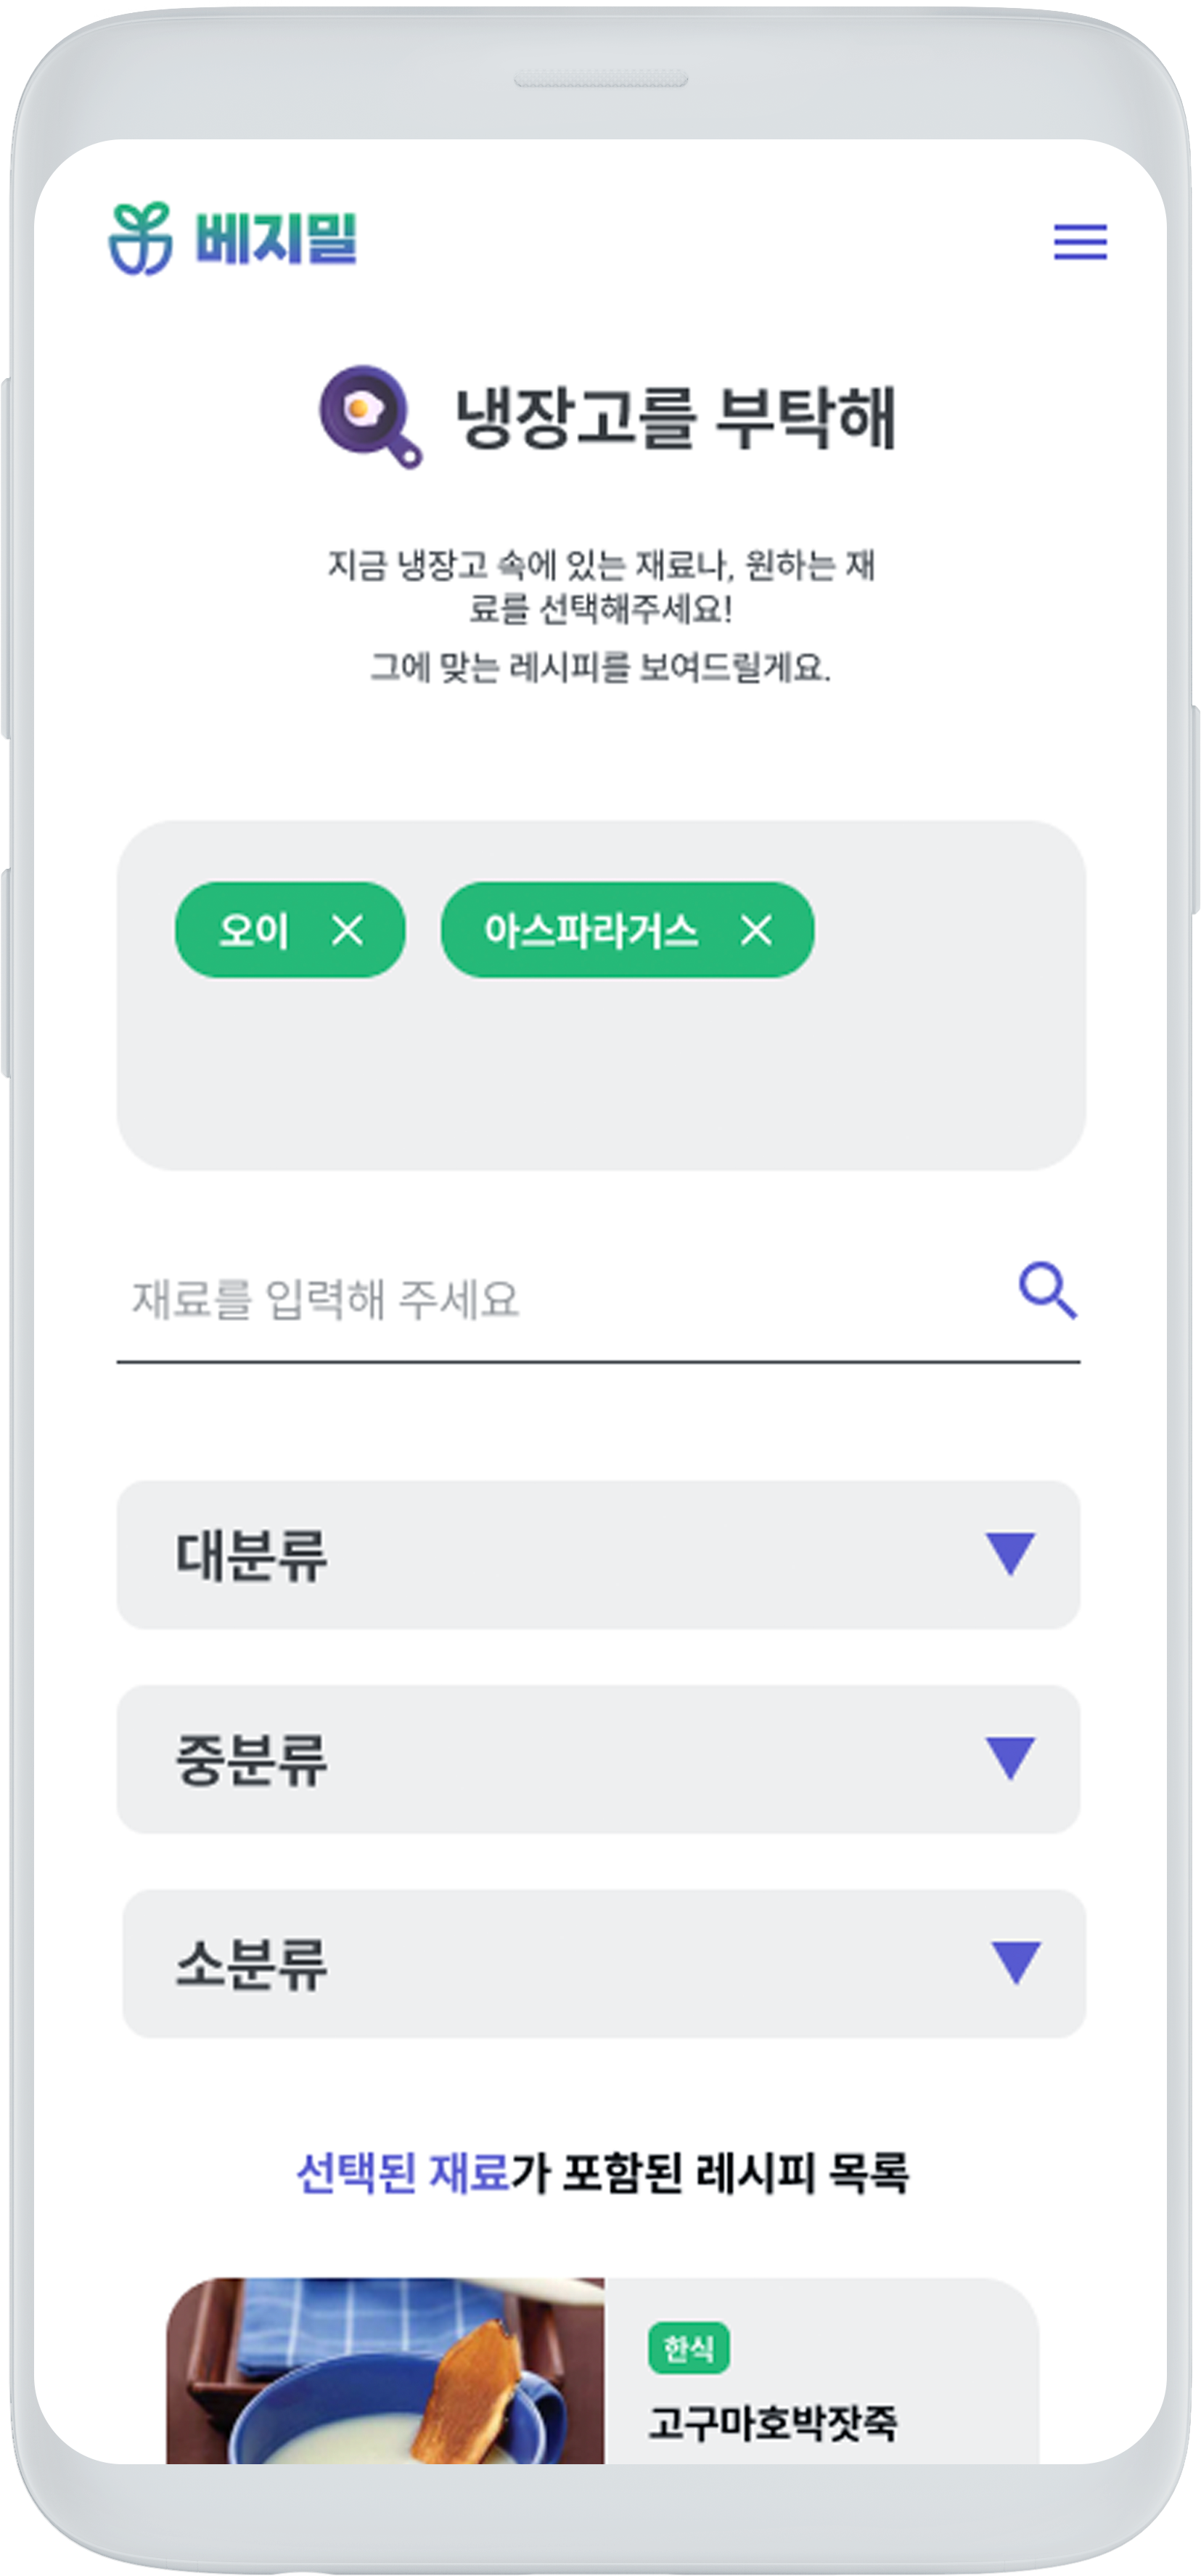 베지밀
냉장고를 부탁해
지금 냉장고 속에 있는 재료나, 원하는 재
료를 선택해주세요!
그에 맞는 레시피를 보여드릴게요.
오이
아스파라거스
재료를 입력해 주세요
대분류
중분류
소분류
선택된 재료가 포함된 레시피 목록
한식
고구마호박잣죽